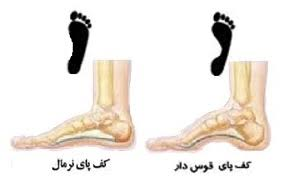 کف پای قوس دار
کف پای نرمال